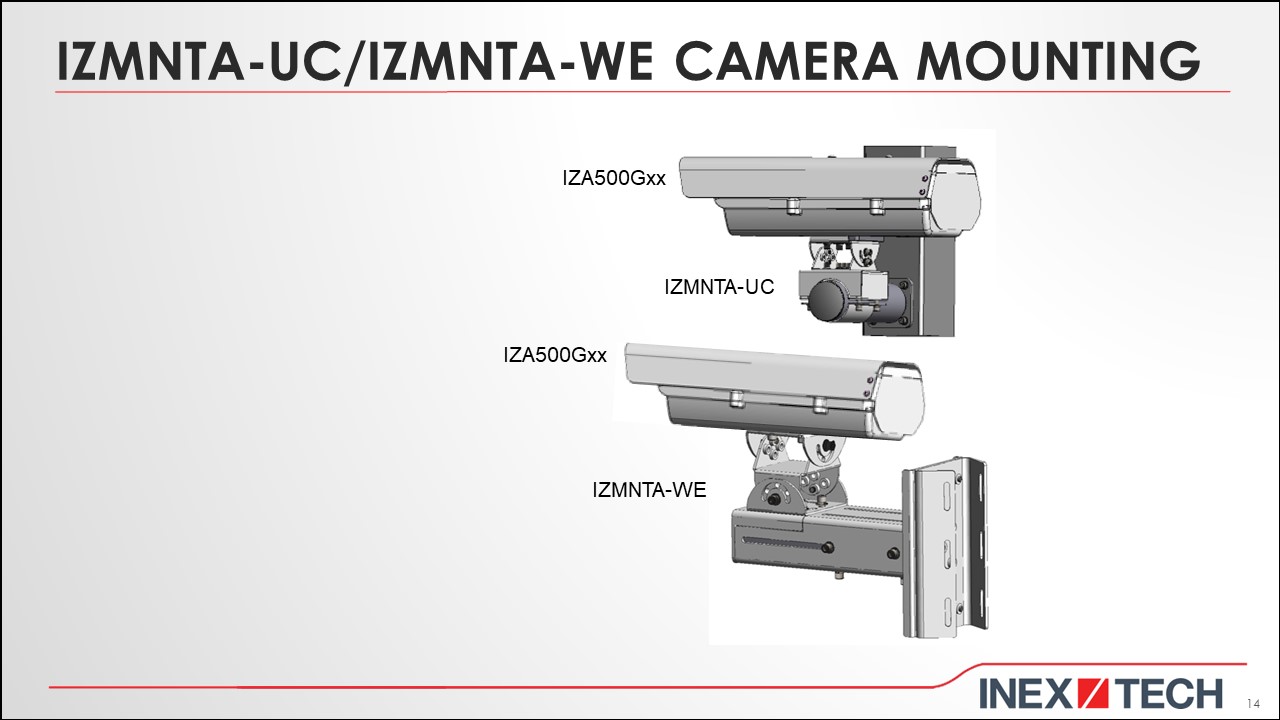 IZMNTA-UC/IZMNTA-WE CAMERA MOUNTING
IZA500Gxx
IZMNTA-UC
IZA500Gxx
IZMNTA-WE
INEX TECH
14